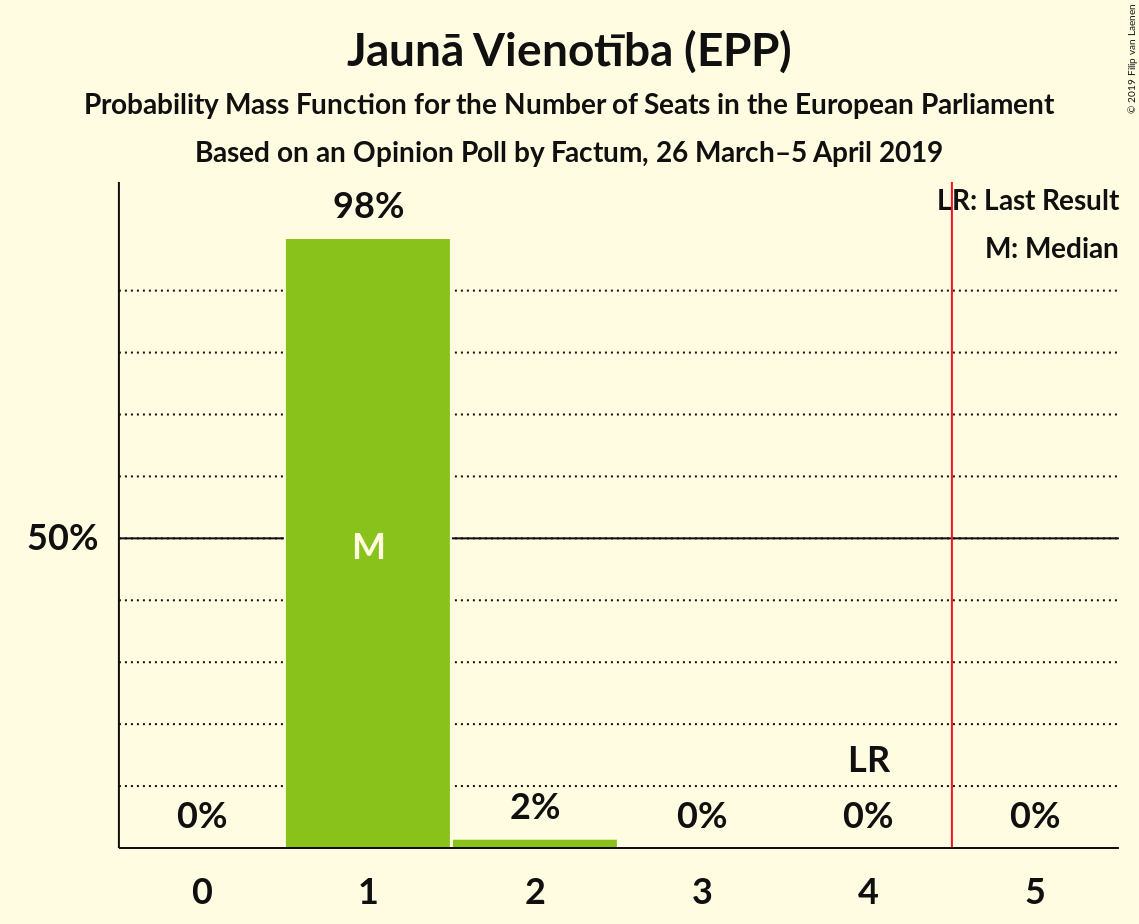 Jaunā Vienotība (EPP)
Probability Mass Function for the Number of Seats in the European Parliament
Based on an Opinion Poll by Factum, 26 March–5 April 2019
© 2019 Filip van Laenen
LR: Last Result
M: Median
98%
50%
M
LR
0%
2%
0%
0%
0%
0
1
2
3
4
5